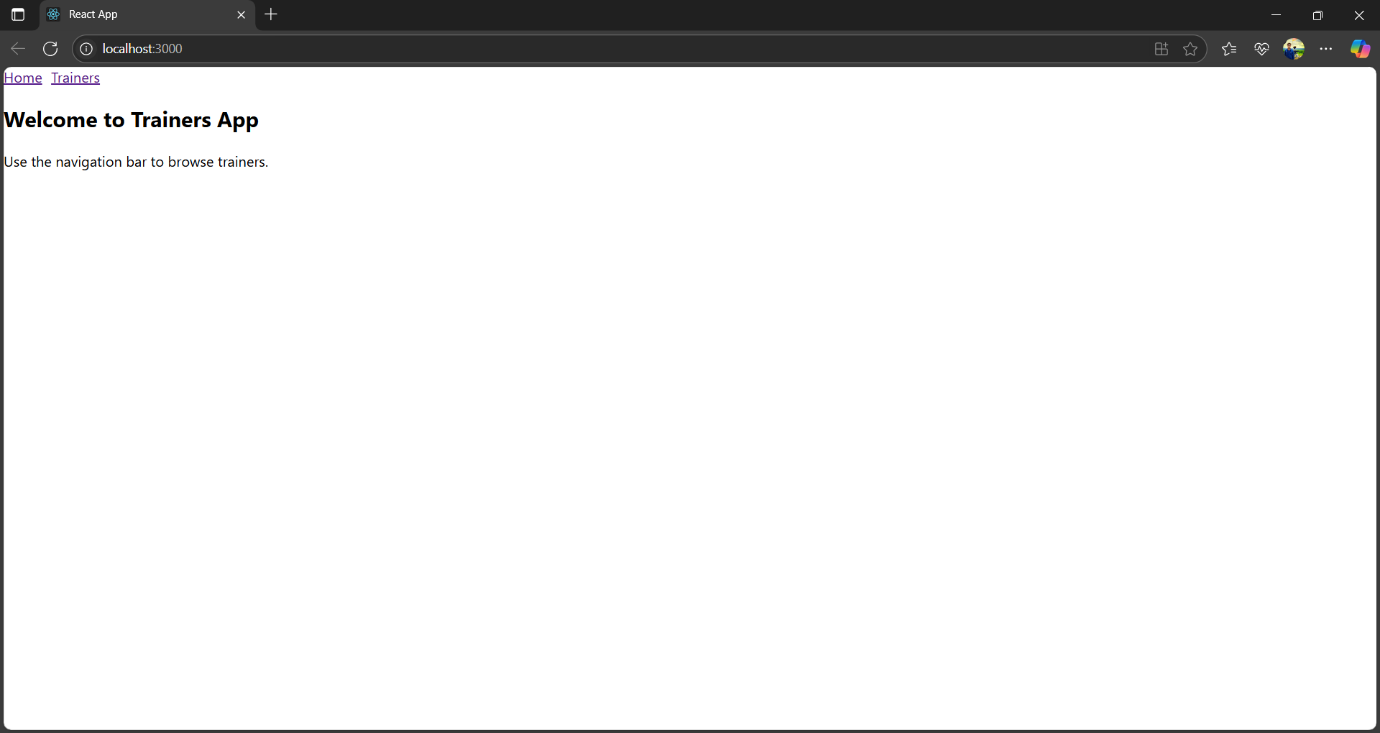 React App
localhost:3000
Home Trainers
Welcome to Trainers App
Use the navigation bar to browse trainers.